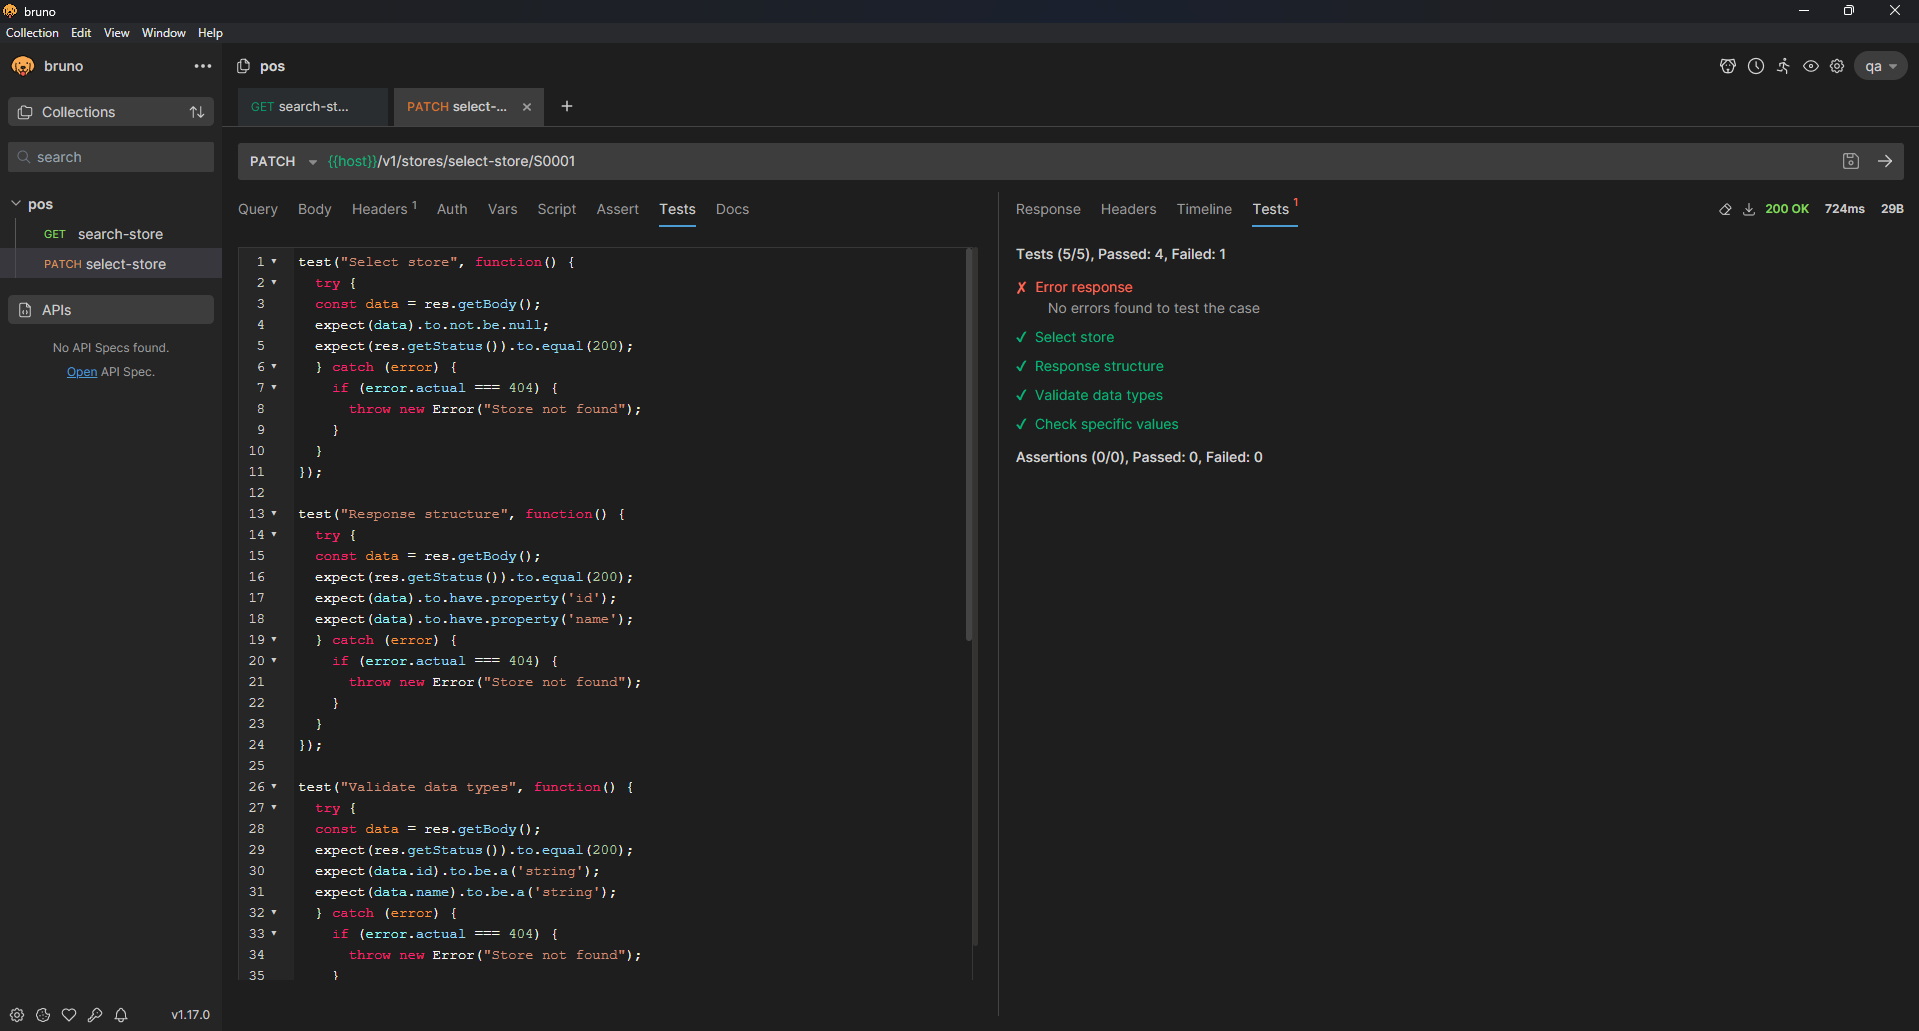 bruno
Collection Edit View Window Help
bruno
pos
qa
Collections
GET search-st...
PATCH select-...
search
PATCH {{host}}/v1/stores/select-store/S0001
pos
GET search-store
PATCH select-store
APIs
No API Specs found.
Open API Spec.
v1.17.0
Query Body Headers 1 Auth Vars Script Assert Tests Docs
1 test("Select store", function() {
2 try {
3 const data = res.getBody();
4 expect(data).to.not.be.null;
5 expect(res.getStatus()).to.equal(200);
6 } catch (error) {
7 if (error.actual === 404) {
8 throw new Error("Store not found");
9 }
10 }
11 });
12
13 test("Response structure", function() {
14 try {
15 const data = res.getBody();
16 expect(res.getStatus()).to.equal(200);
17 expect(data).to.have.property('id');
18 expect(data).to.have.property('name');
19 } catch (error) {
20 if (error.actual === 404) {
21 throw new Error("Store not found");
22 }
23 }
24 });
25
26 test("Validate data types", function() {
27 try {
28 const data = res.getBody();
29 expect(res.getStatus()).to.equal(200);
30 expect(data.id).to.be.a('string');
31 expect(data.name).to.be.a('string');
32 } catch (error) {
33 if (error.actual === 404) {
34 throw new Error("Store not found");
35 }
Response Headers Timeline Tests 1
200 OK 724ms 29B
Tests (5/5), Passed: 4, Failed: 1
✗ Error response
No errors found to test the case
✓ Select store
✓ Response structure
✓ Validate data types
✓ Check specific values
Assertions (0/0), Passed: 0, Failed: 0